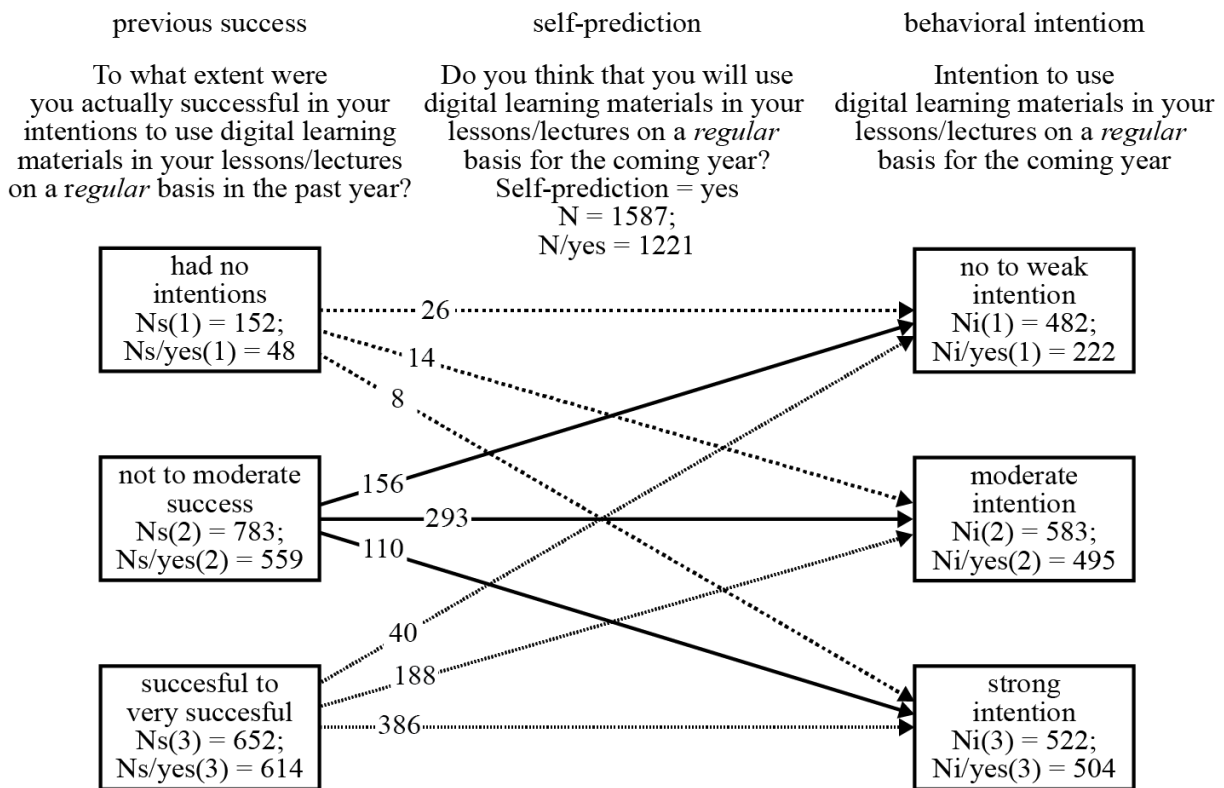 previous success
To what extent were
you actually successful in your
intentions to use digital learning
materials in your lessons/lectures
on a regular basis in the past year?
self-prediction
Do you think that you will use
digital learning materials in your
lessons/lectures on a regular
basis for the coming year?
Self-prediction = yes
N = 1587;
N/yes = 1221
behavioral intentiom
Intention to use
digital learning materials in your
lessons/lectures on a regular
basis for the coming year
had no
intentions
Ns(1) = 152;
Ns/yes(1) = 48
26
14
8
no to weak
intention
Ni(1) = 482;
Ni/yes(1) = 222
not to moderate
success
Ns(2) = 783;
Ns/yes(2) = 559
156
293
110
moderate
intention
Ni(2) = 583;
Ni/yes(2) = 495
succesful to
very succesful
Ns(3) = 652;
Ns/yes(3) = 614
40
188
386
strong
intention
Ni(3) = 522;
Ni/yes(3) = 504